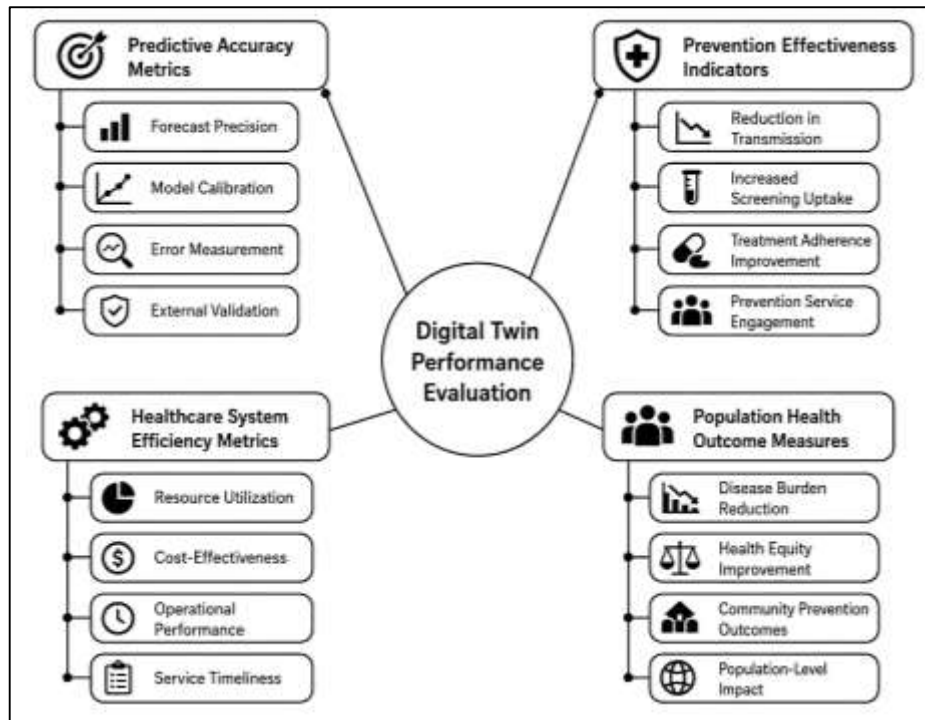 Predictive Accuracy
Metrics
Forecast Precision
Model Calibration
Error Measurement
External Validation
Prevention Effectiveness
Indicators
Reduction in
Transmission
Increased
Screening Uptake
Treatment Adherence
Improvement
Prevention Service
Engagement
Digital Twin
Performance
Evaluation
Healthcare System
Efficiency Metrics
Resource Utilization
$
Cost-Effectiveness
Operational
Performance
Service Timeliness
Population Health
Outcome Measures
Disease Burden
Reduction
Health Equity
Improvement
Community Prevention
Outcomes
Population-Level
Impact